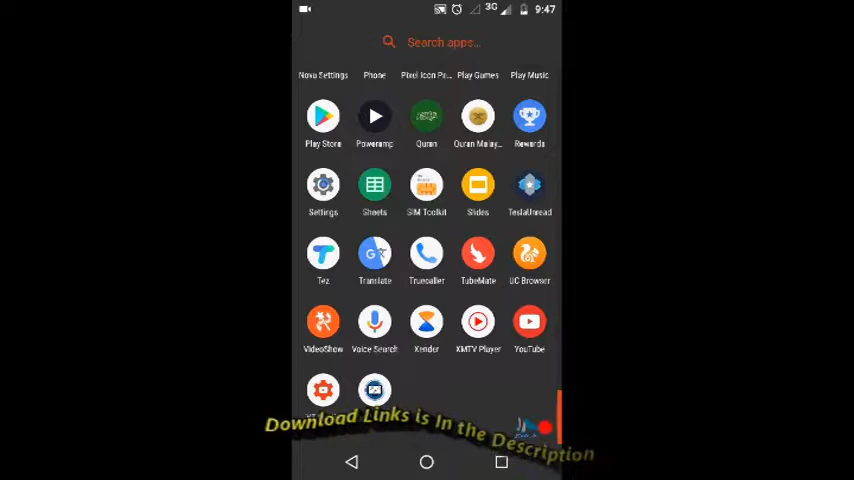 3G 9:47
Search apps...
Nova Settings Phone Pixel Icon Pa... Play Games Play Music
Play Store Poweramp Quran Quran Malay... Rewards
Settings Sheets SIM Toolkit Slides TeslaUnread
Tez Translate Truecaller TubeMate UC Browser
VideoShow Voice Search Xender XMTV Player YouTube
Download Links is In the Description